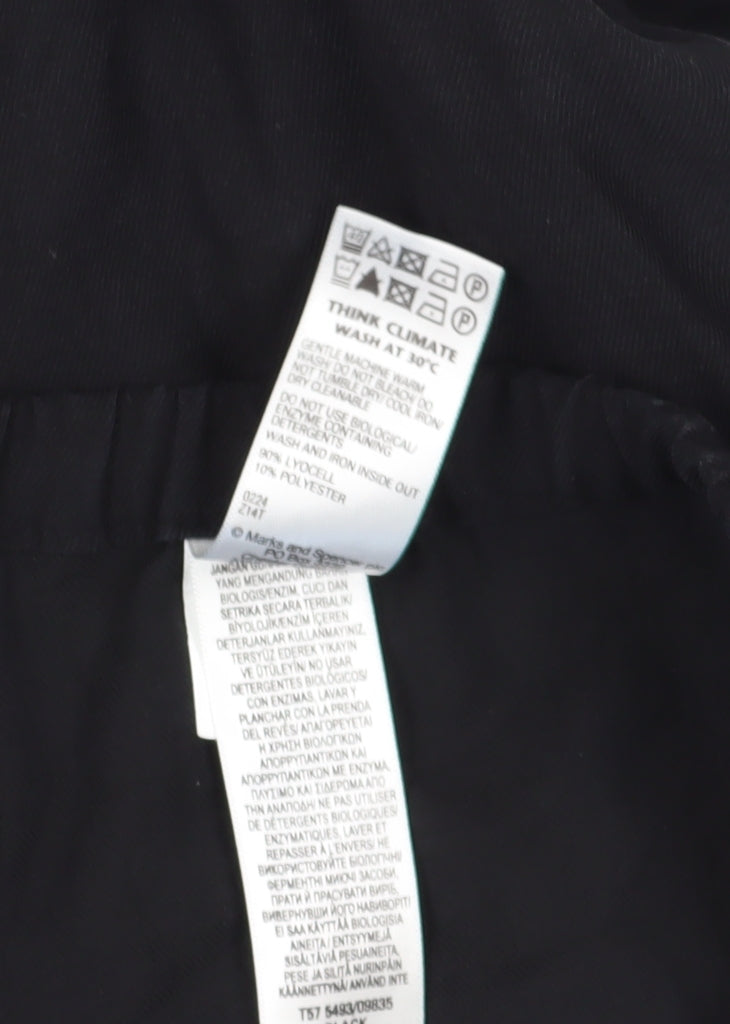 40 P
P
THINK CLIMATE
WASH AT 30°C
GENTLE MACHINE WARM
WASH/ DO NOT BLEACH/ DO
NOT TUMBLE DRY/ COOL IRON/
DRY CLEANABLE
DO NOT USE BIOLOGICAL/
ENZYME CONTAINING
DETERGENTS
WASH AND IRON INSIDE OUT
90% LYOCELL
10% POLYESTER
0224
Z14T
© Marks and
PO Box
JANGAN
YANG MENGANDUNG BAHAN
BIOLOGIS/ENZIM, CUCI DAN
SETRIKA SECARA TERBALIK/
BİYOLOJİK/ENZİM İÇEREN
DETERJANLAR KULLANMAYINIZ,
TERSYÜZ EDEREK YIKAYIN
VE ÜTÜLEYİN/ NO USAR
DETERGENTES BIOLÓGICOS/
CON ENZIMAS. LAVAR Y
PLANCHAR CON LA PRENDA
DEL REVÉS/ ΑΠΑΓΟΡΕΥΕΤΑΙ
Η ΧΡΗΣΗ ΒΙΟΛΟΓΙΚΩΝ
ΑΠΟΡΡΥΠΑΝΤΙΚΩΝ ΚΑΙ
ΑΠΟΡΡΥΠΑΝΤΙΚΩΝ ΜΕ ΕΝΖΥΜΑ.
ΠΛΥΣΙΜΟ ΚΑΙ ΣΙΔΕΡΩΜΑ ΑΠΟ
ΤΗΝ ΑΝΑΠΟΔΗ/ NE PAS UTILISER
DE DÉTERGENTS BIOLOGIQUES/
ENZYMATIQUES. LAVER ET
REPASSER À L'ENVERS/ НЕ
ВИКОРИСТОВУЙТЕ БІОЛОГІЧНІ/
ФЕРМЕНТНІ МИЮЧІ ЗАСОБИ.
ПРАТИ Й ПРАСУВАТИ ВИРІБ,
ВИВЕРНУВШИ ЙОГО НАВИВОРІТ/
EI SAA KÄYTTÄÄ BIOLOGISIA
AINEITA / ENTSYYMEJÄ
SISÄLTÄVIÄ PESUAINEITA,
PESE JA SILITÄ NURINPÄIN
KÄÄNNETTYNÄ/ ANVÄND INTE
T57 5493/09835
BLACK